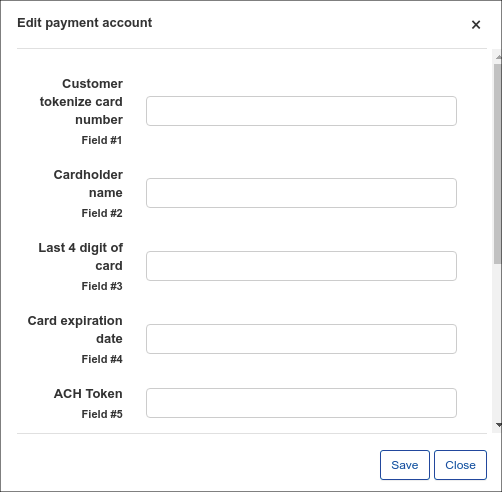 Edit payment account
×
Customer
tokenize card
number
Field #1
Cardholder
name
Field #2
Last 4 digit of
card
Field #3
Card expiration
date
Field #4
ACH Token
Field #5
Save
Close